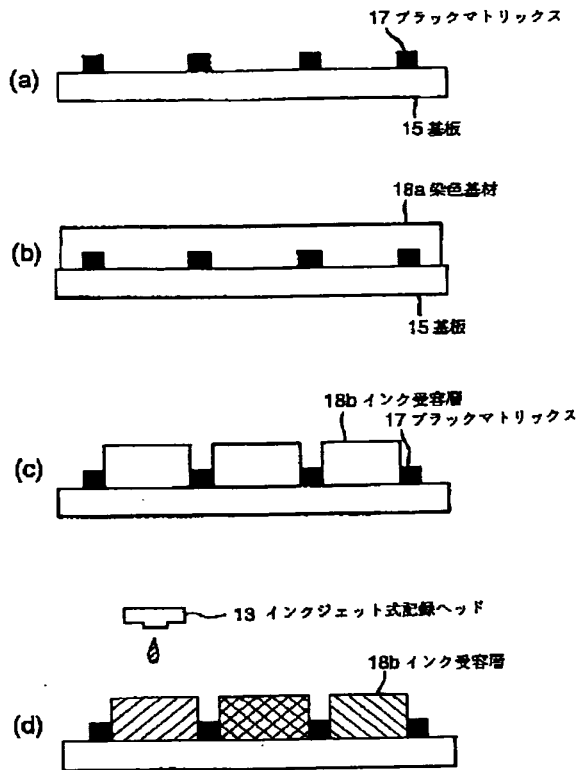 17 ブラックマトリックス
(a)
15 基板
18a 染色基材
(b)
15 基板
18b インク受容層
17 ブラックマトリックス
(c)
13 インクジェット式記録ヘッド
18b インク受容層
(d)